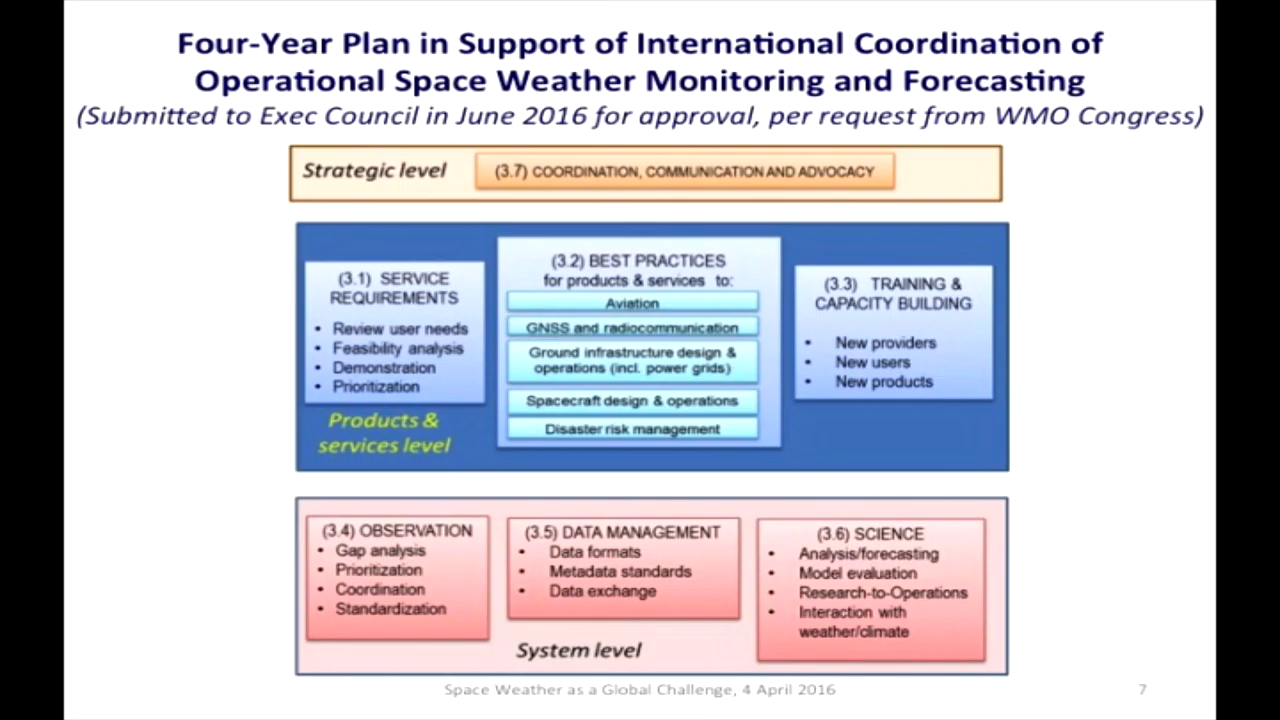 Four-Year Plan in Support of International Coordination of
Operational Space Weather Monitoring and Forecasting
(Submitted to Exec Council in June 2016 for approval, per request from WMO Congress)
Strategic level
(3.7) COORDINATION, COMMUNICATION AND ADVOCACY
(3.1) SERVICE
REQUIREMENTS
• Review user needs
• Feasibility analysis
• Demonstration
• Prioritization
Products &
services level
(3.2) BEST PRACTICES
for products & services to:
Aviation
GNSS and radiocommunication
Ground infrastructure design &
operations (incl. power grids)
Spacecraft design & operations
Disaster risk management
(3.3) TRAINING &
CAPACITY BUILDING
• New providers
• New users
• New products
(3.4) OBSERVATION
• Gap analysis
• Prioritization
• Coordination
• Standardization
(3.5) DATA MANAGEMENT
• Data formats
• Metadata standards
• Data exchange
(3.6) SCIENCE
• Analysis/forecasting
• Model evaluation
• Research-to-Operations
• Interaction with
weather/climate
System level
Space Weather as a Global Challenge, 4 April 2016
7